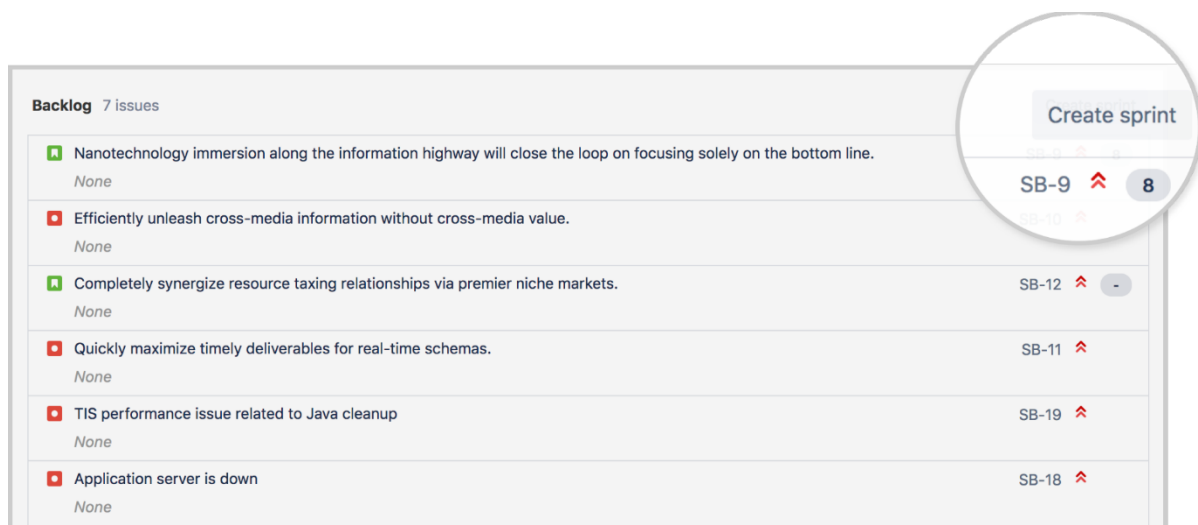 Backlog 7 issues
Create sprint
Nanotechnology immersion along the information highway will close the loop on focusing solely on the bottom line.
None
SB-9 8
Efficiently unleash cross-media information without cross-media value.
SB-10
None
Completely synergize resource taxing relationships via premier niche markets.
SB-12 -
None
Quickly maximize timely deliverables for real-time schemas.
SB-11
None
TIS performance issue related to Java cleanup
SB-19
None
Application server is down
SB-18
None